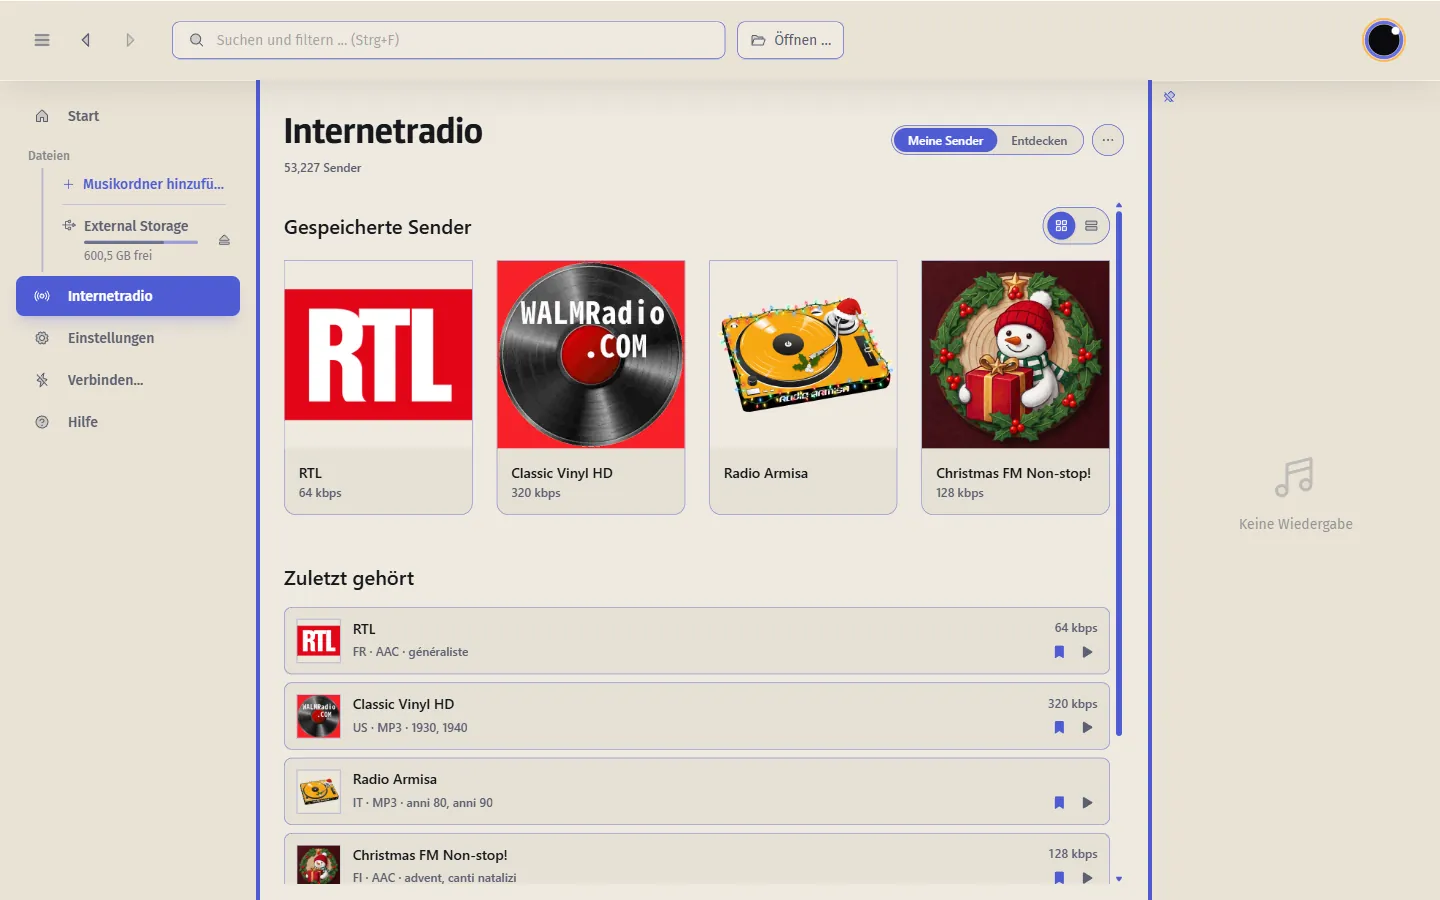 Suchen und filtern ... (Strg+F)
Öffnen ...
Start
Dateien
Musikordner hinzufü...
External Storage
600,5 GB frei
Internetradio
Einstellungen
Verbinden...
Hilfe
Internetradio
53,227 Sender
Meine Sender
Entdecken
Gespeicherte Sender
RTL
WALMRadio
.COM
RTL
64 kbps
Classic Vinyl HD
320 kbps
Radio Armisa
Christmas FM Non-stop!
128 kbps
Zuletzt gehört
RTL
RTL
64 kbps
FR · AAC · généraliste
WALMRadio
.COM
Classic Vinyl HD
320 kbps
US · MP3 · 1930, 1940
Radio Armisa
IT · MP3 · anni 80, anni 90
Christmas FM Non-stop!
128 kbps
FI · AAC · advent, canti natalizi
Keine Wiedergabe